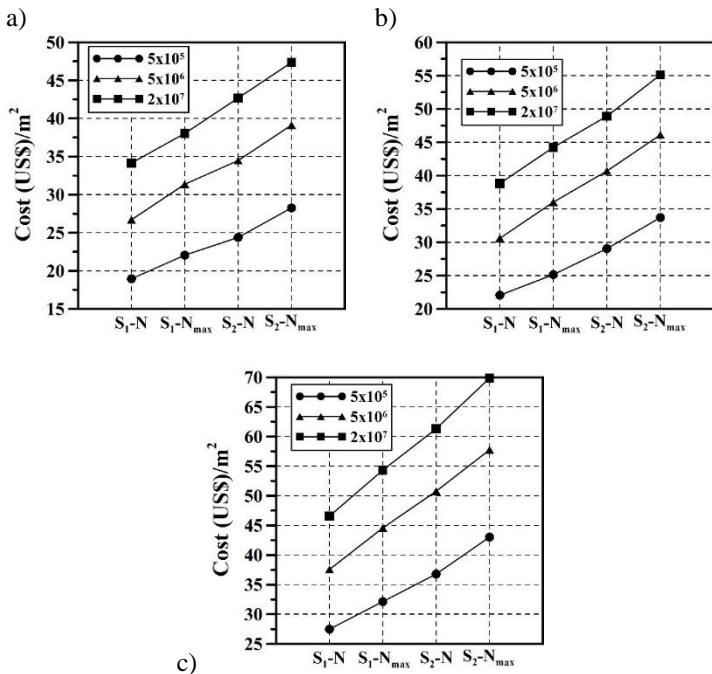 a)
50
45
40
35
30
25
20
15
Cost (US$)/m²
5x10⁵
5x10⁶
2x10⁷
S₁-N S₁-Nmax S₂-N S₂-Nmax
b)
60
55
50
45
40
35
30
25
20
Cost (US$)/m²
5x10⁵
5x10⁶
2x10⁷
S₁-N S₁-Nmax S₂-N S₂-Nmax
70
65
60
55
50
45
40
35
30
25
Cost (US$)/m²
5x10⁵
5x10⁶
2x10⁷
S₁-N S₁-Nmax S₂-N S₂-Nmax
c)